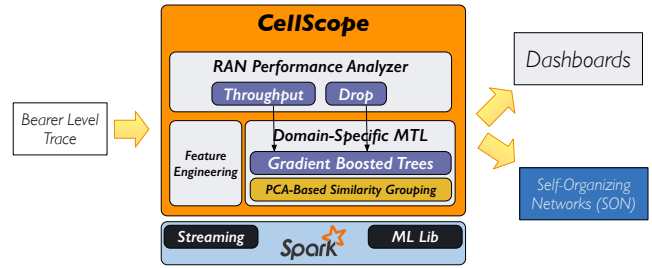 CellScope
RAN Performance Analyzer
Throughput
Drop
Bearer Level
Trace
Feature
Engineering
Domain-Specific MTL
Gradient Boosted Trees
PCA-Based Similarity Grouping
Streaming
Spark
ML Lib
Dashboards
Self-Organizing
Networks (SON)